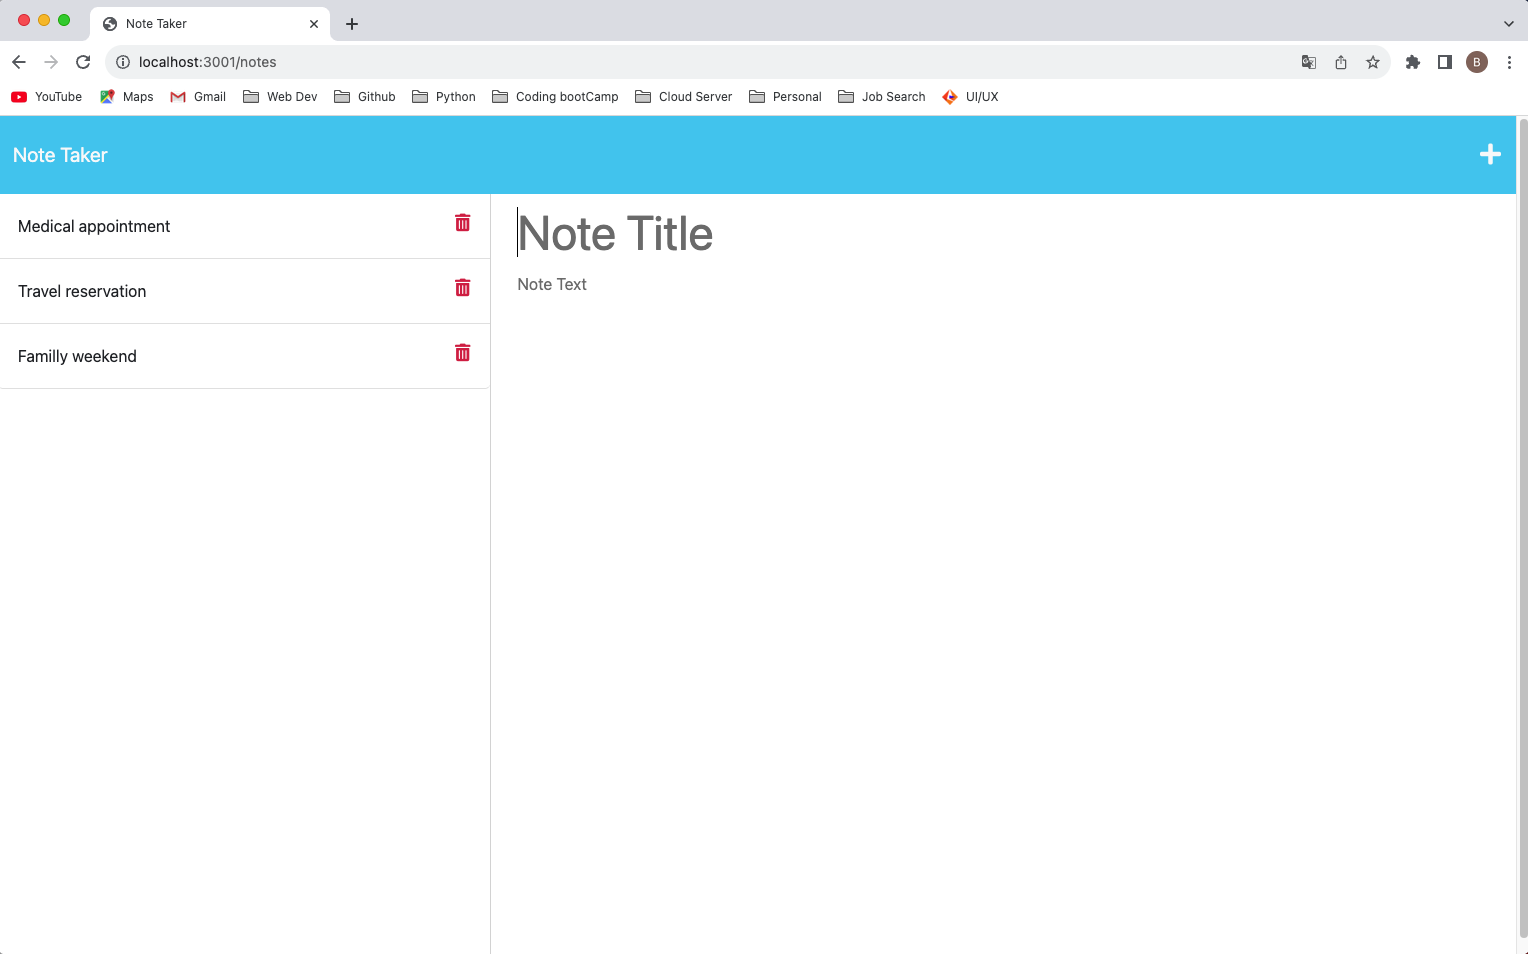 Note Taker
localhost:3001/notes
B
YouTube Maps Gmail Web Dev Github Python Coding bootCamp Cloud Server Personal Job Search UI/UX
Note Taker
Medical appointment
Travel reservation
Familly weekend
Note Title
Note Text